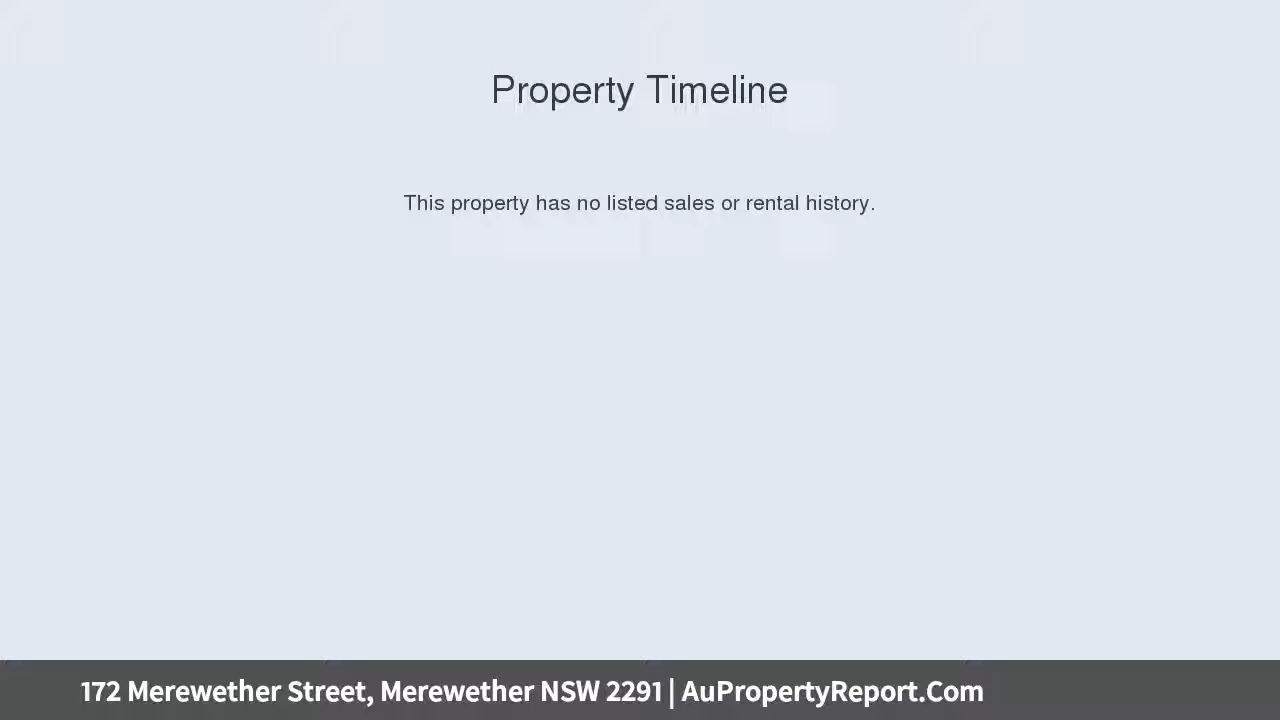 Property Timeline
This property has no listed sales or rental history.
172 Merewether Street, Merewether NSW 2291 | AuPropertyReport.Com